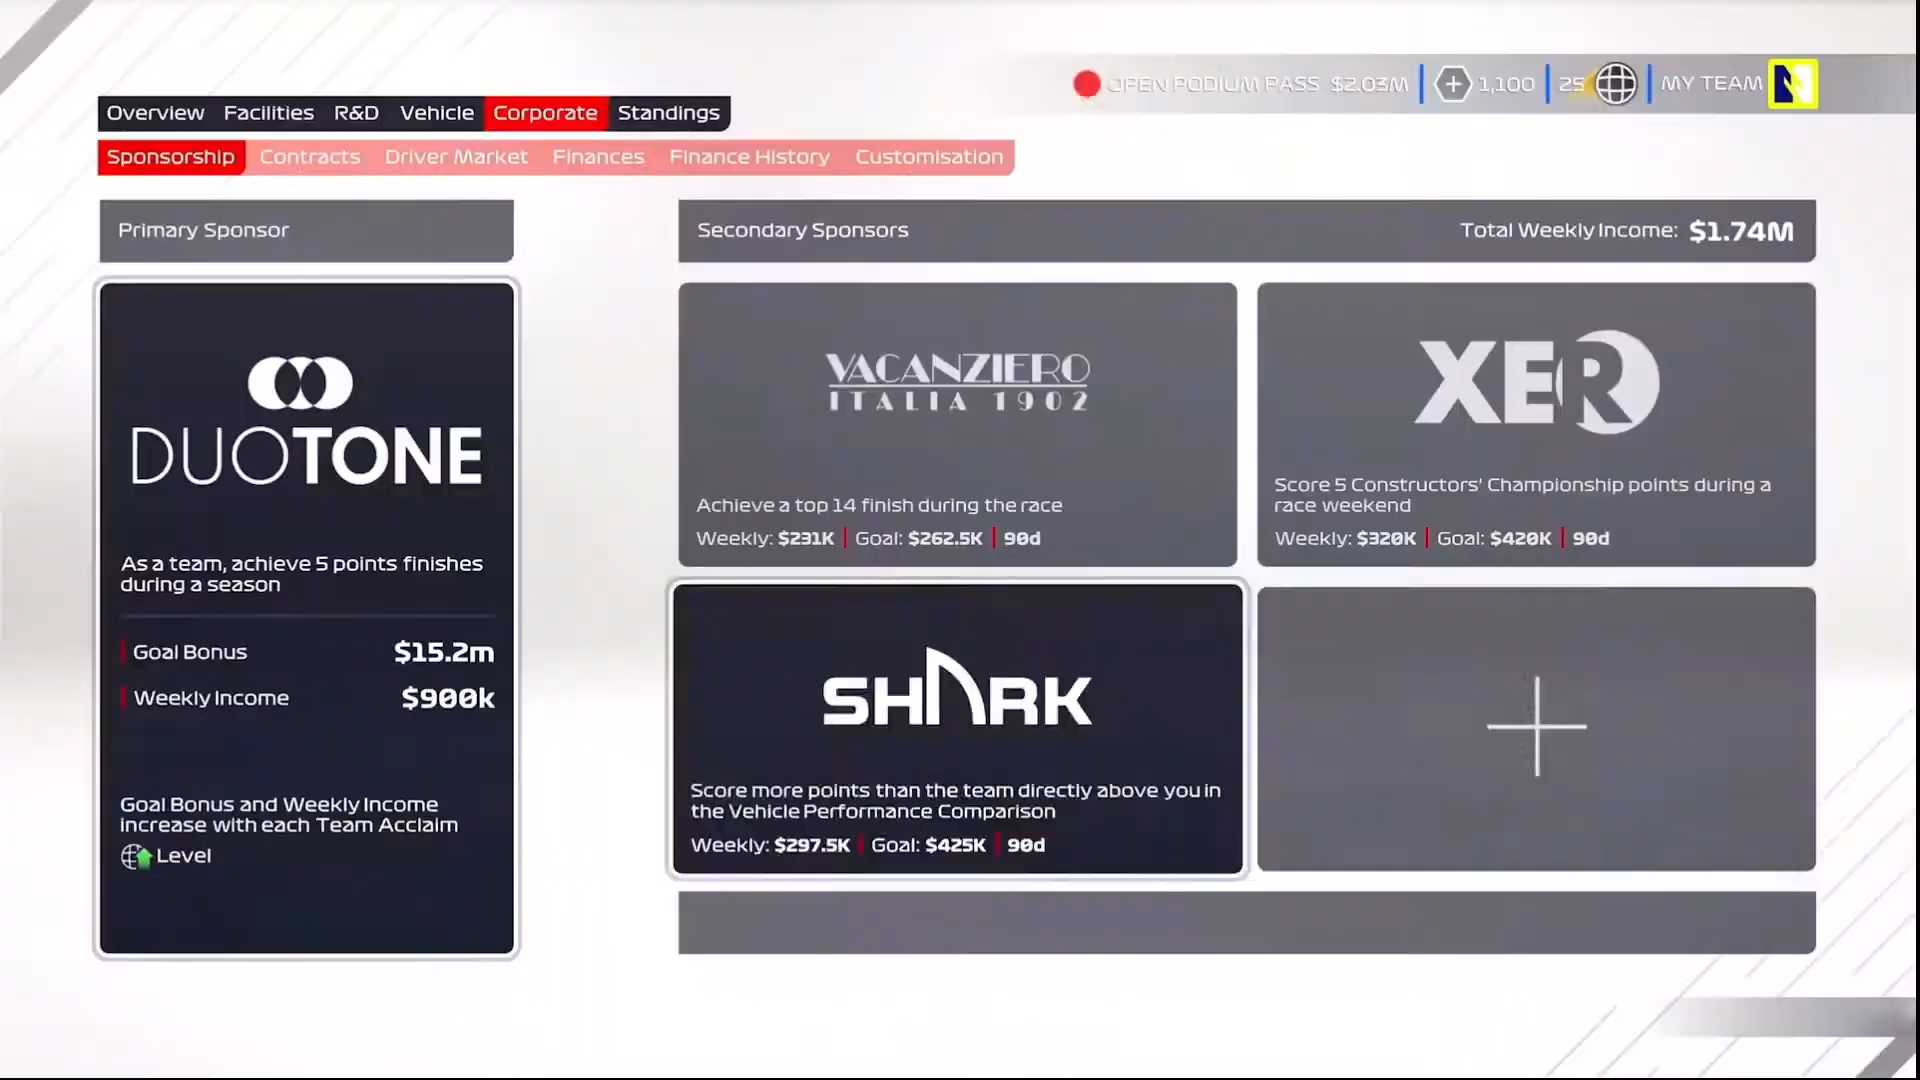 OPEN PODIUM PASS $2.03M 1,100 25 MY TEAM
Overview Facilities R&D Vehicle Corporate Standings
Sponsorship Contracts Driver Market Finances Finance History Customisation
Primary Sponsor
DUOTONE
As a team, achieve 5 points finishes
during a season
Goal Bonus $15.2m
Weekly Income $900k
Goal Bonus and Weekly Income
increase with each Team Acclaim
Level
Secondary Sponsors Total Weekly Income: $1.74M
VACANZIERO
ITALIA 1902
Achieve a top 14 finish during the race
Weekly: $231K Goal: $262.5K 90d
XER
Score 5 Constructors' Championship points during a
race weekend
Weekly: $320K Goal: $420K 90d
SHARK
Score more points than the team directly above you in
the Vehicle Performance Comparison
Weekly: $297.5K Goal: $425K 90d